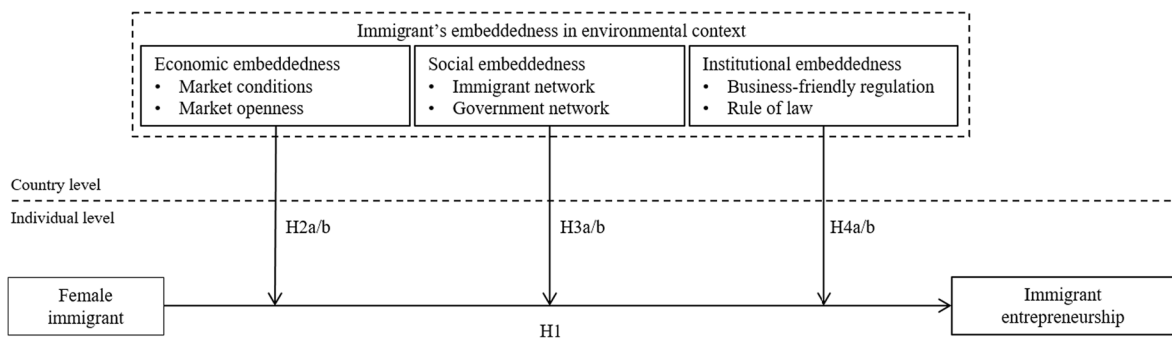 Immigrant's embeddedness in environmental context
Economic embeddedness
• Market conditions
• Market openness
Social embeddedness
• Immigrant network
• Government network
Institutional embeddedness
• Business-friendly regulation
• Rule of law
Country level
Individual level
H2a/b
H3a/b
H4a/b
Female
immigrant
H1
Immigrant
entrepreneurship